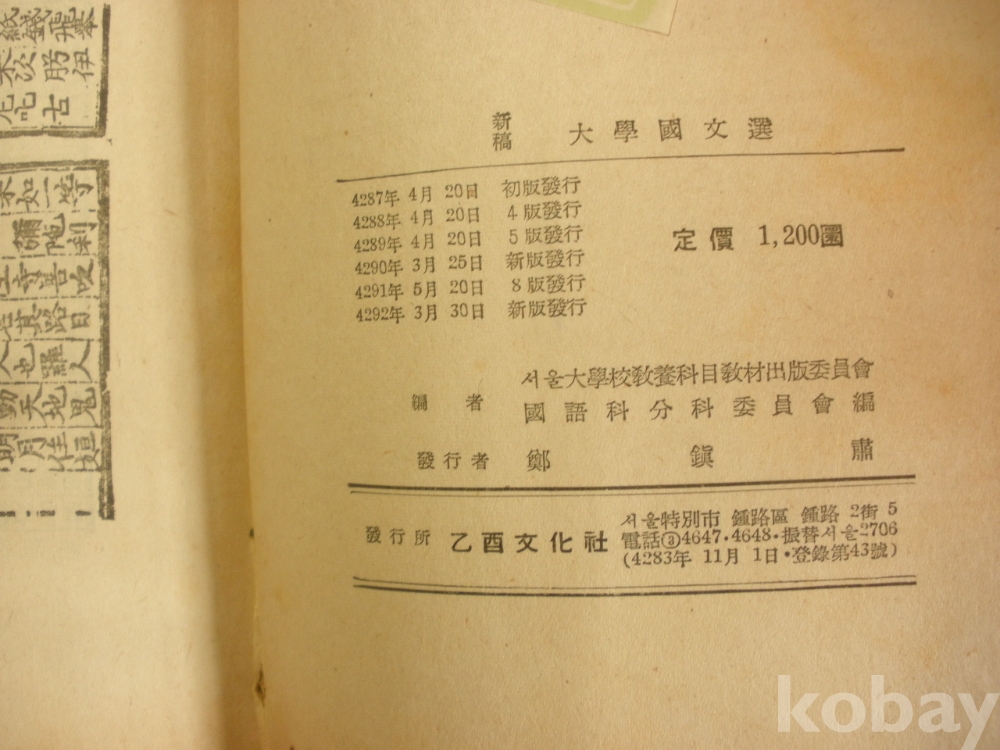 新稿 大學國文選
4287年 4月 20日 初版發行
4288年 4月 20日 4版發行
4289年 4月 20日 5版發行
4290年 3月 25日 新版發行
4291年 5月 20日 8版發行
4292年 3月 30日 新版發行
定價 1,200圜
編者 서울大學校敎養科目敎材出版委員會
國語科分科委員會編
發行者 鄭鎭肅
發行所 乙酉文化社
서울特別市 鍾路區 鍾路 2街 5
電話③4647·4648·振替서울2706
(4283年 11月 1日·登錄第43號)
kobay